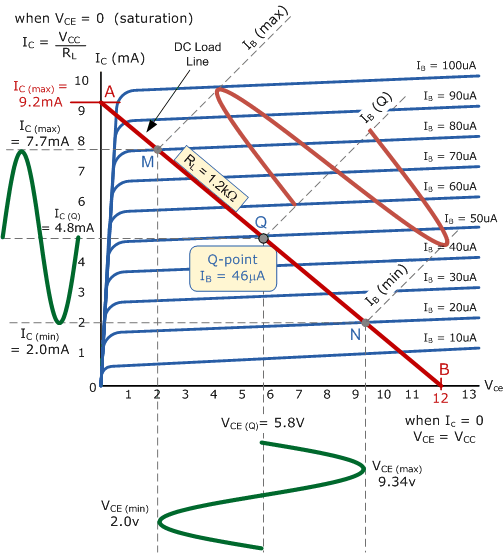 when VCE = 0 (saturation)
IC = VCC
RL
IC (mA)
DC Load
Line
IB (max)
IC (max) =
9.2mA
A
IC (max)
= 7.7mA
M
RL = 1.2kΩ
IB (Q)
IC (Q)
= 4.8mA
Q
Q-point
IB = 46µA
IB (min)
IC (min)
= 2.0mA
N
B
10
9
8
7
6
4
3
2
1
0
IB = 100uA
IB = 90uA
IB = 80uA
IB = 70uA
IB = 60uA
IB = 50uA
IB = 40uA
IB = 30uA
IB = 20uA
IB = 10uA
1 2 3 4 5 6 7 8 9 10 11 12 13
Vce
VCE (Q) = 5.8V
when Ic = 0
VCE = VCC
VCE (max)
9.34v
VCE (min)
2.0v